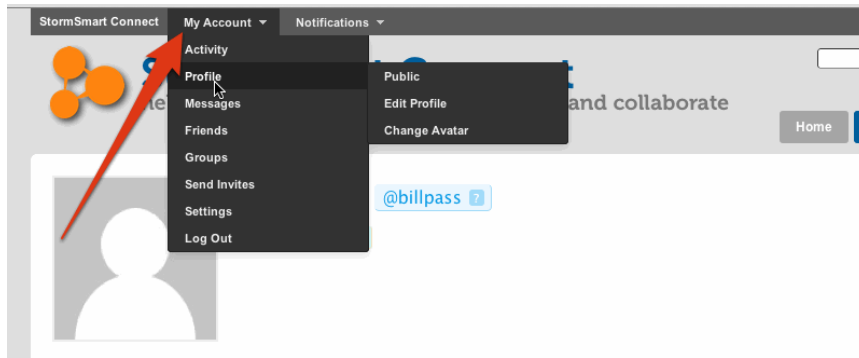 StormSmart Connect My Account Notifications
Activity
Profile Public
Messages Edit Profile and collaborate
Friends Change Avatar Home
Groups
Send Invites
@billpass ?
Settings
Log Out